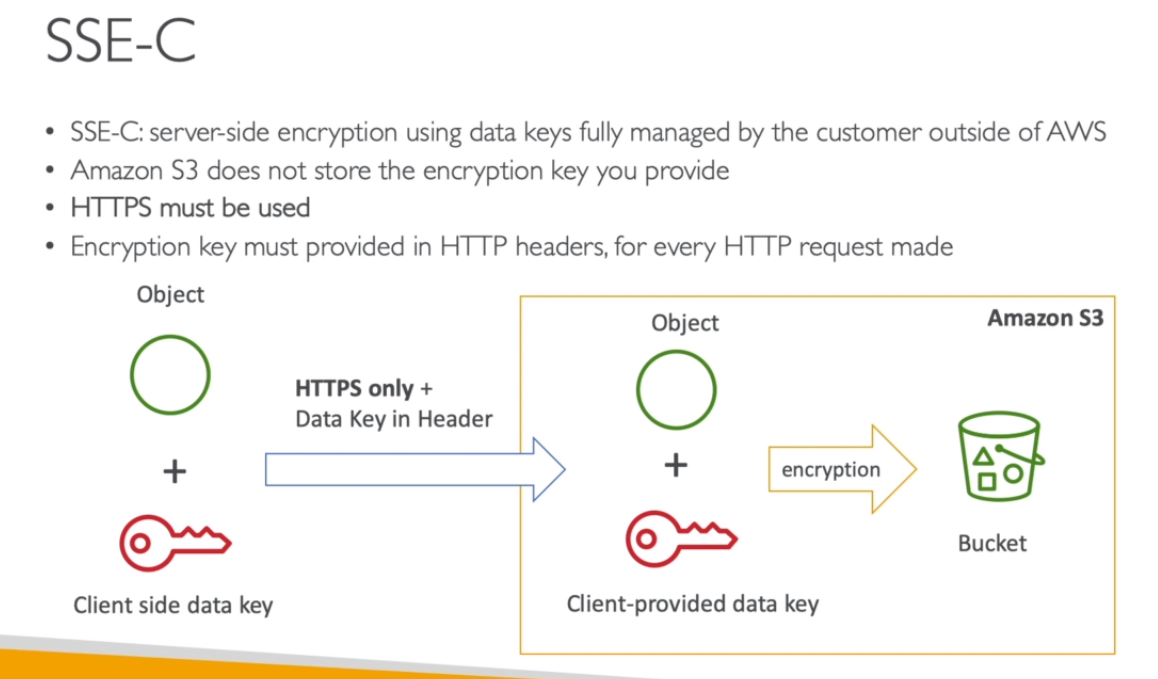 SSE-C
• SSE-C: server-side encryption using data keys fully managed by the customer outside of AWS
• Amazon S3 does not store the encryption key you provide
• HTTPS must be used
• Encryption key must provided in HTTP headers, for every HTTP request made
Object
+
Client side data key
HTTPS only +
Data Key in Header
Amazon S3
Object
+
Client-provided data key
encryption
Bucket